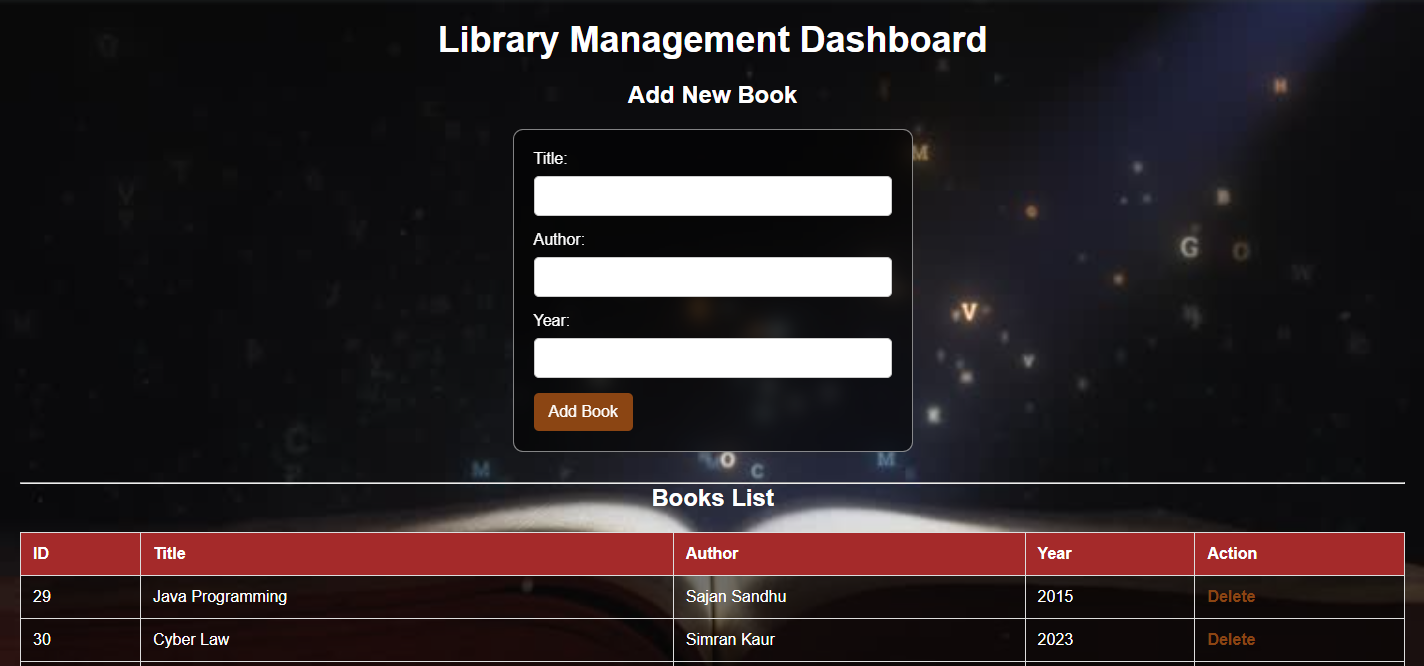 Library Management Dashboard
Add New Book
Title:
Author:
Year:
Add Book
Books List
ID Title Author Year Action
29 Java Programming Sajan Sandhu 2015 Delete
30 Cyber Law Simran Kaur 2023 Delete